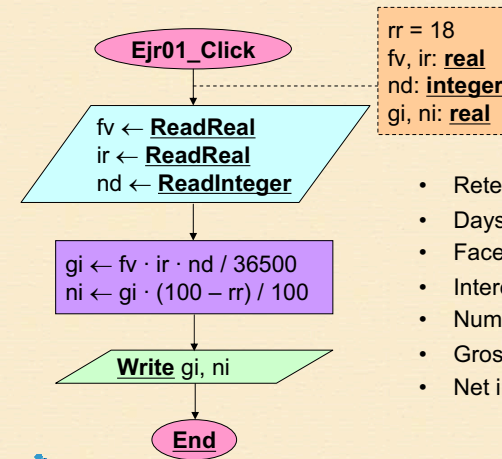 Ejr01_Click
rr = 18
fv, ir: real
nd: integer
gi, ni: real
fv ← ReadReal
ir ← ReadReal
nd ← ReadInteger
gi ← fv · ir · nd / 36500
ni ← gi · (100 – rr) / 100
Write gi, ni
End
• Rete
• Days
• Face
• Intere
• Num
• Gros
• Net i